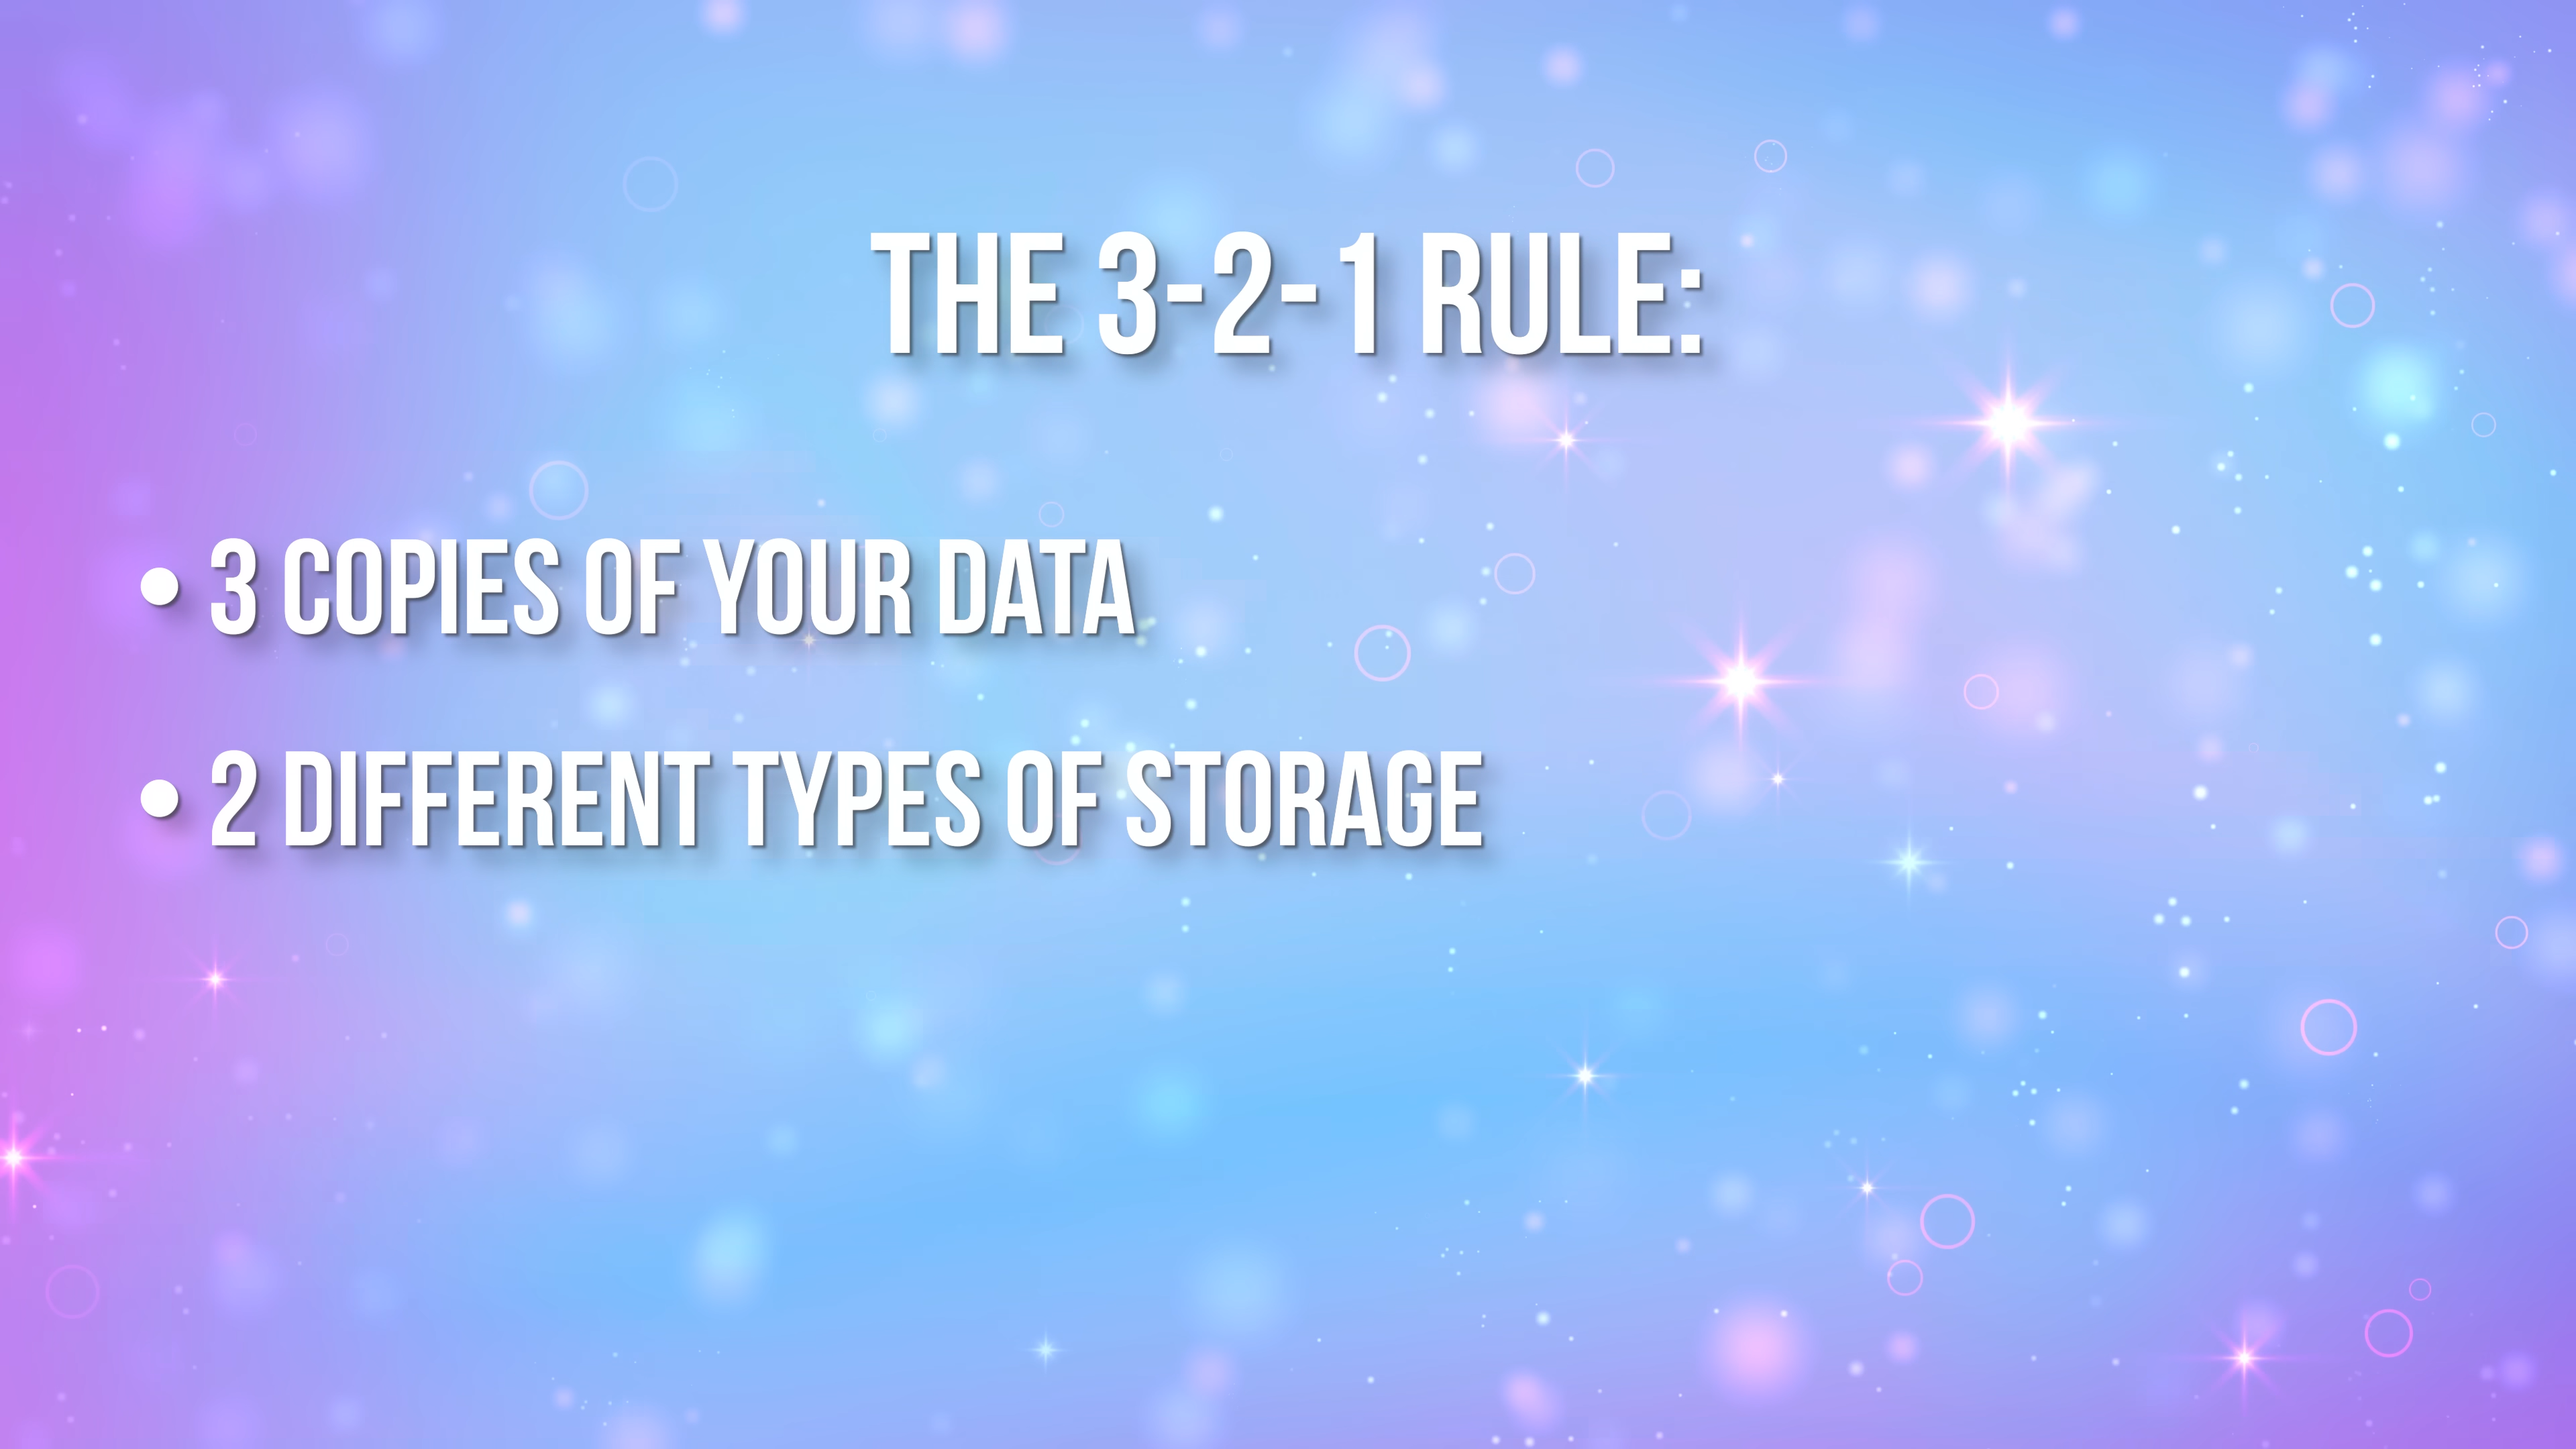 THE 3-2-1 RULE:
• 3 COPIES OF YOUR DATA
• 2 DIFFERENT TYPES OF STORAGE